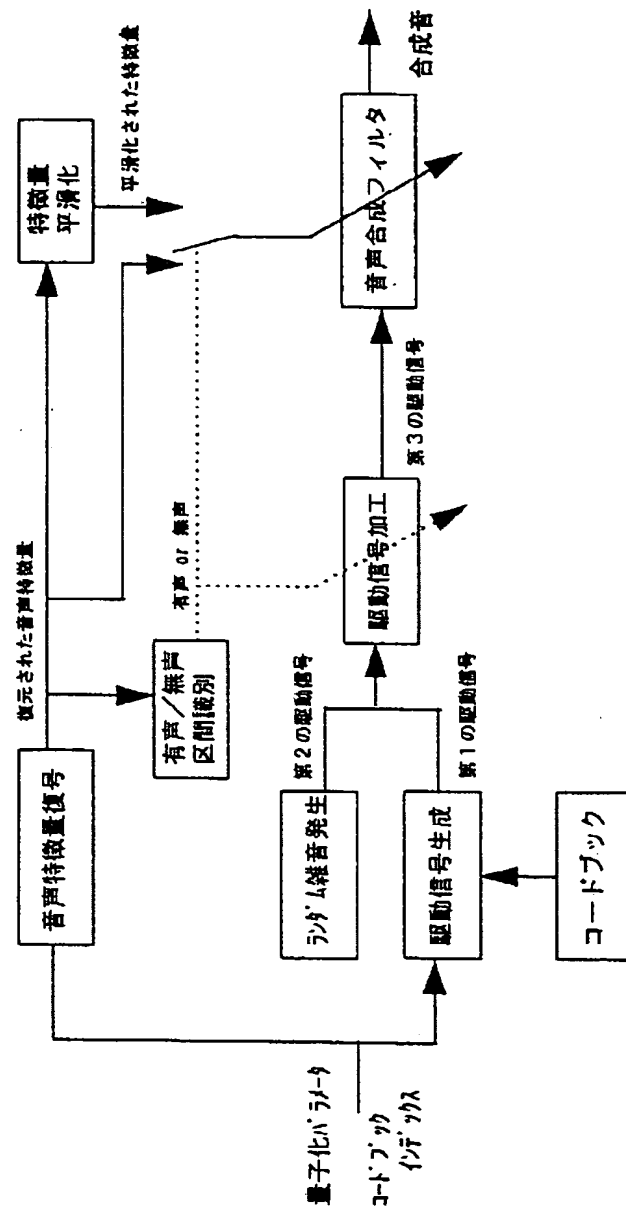 量子化パラメータ
コードブック
インデックス
音声特徴量復号
復元された音声特徴量
特徴量
平滑化
平滑化された特徴量
有声／無声
区間識別
有声 or 無声
ランダム雑音発生
第2の駆動信号
駆動信号生成
第1の駆動信号
コードブック
駆動信号加工
第3の駆動信号
音声合成フィルタ
合成音